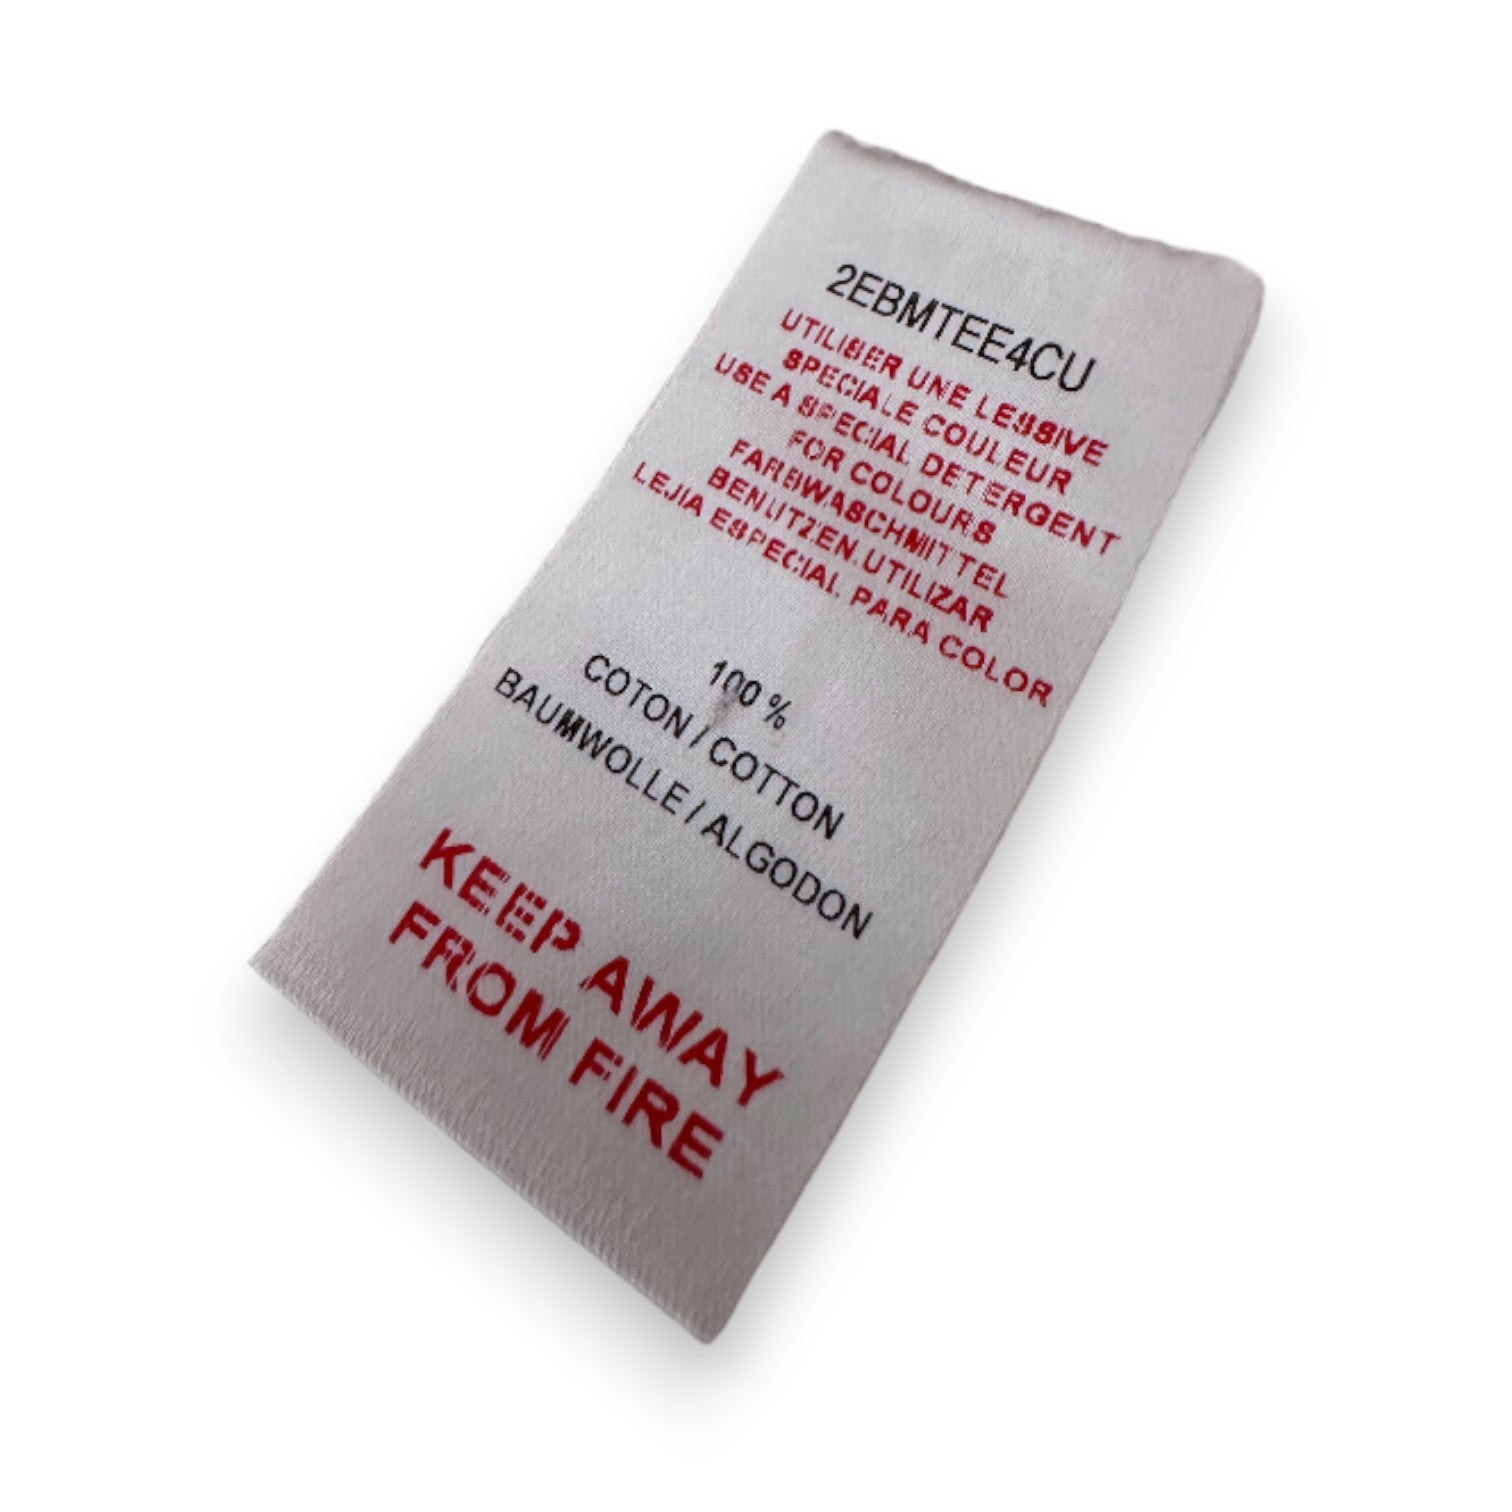 2EBMTEE4CU
UTILISER UNE LESSIVE
SPECIALE COULEUR
USE A SPECIAL DETERGENT
FOR COLOURS
FARBWASCHMITTEL
BENUTZEN.UTILIZAR
LEJIA ESPECIAL PARA COLOR
100 %
COTON / COTTON
BAUMWOLLE / ALGODON
KEEP AWAY
FROM FIRE